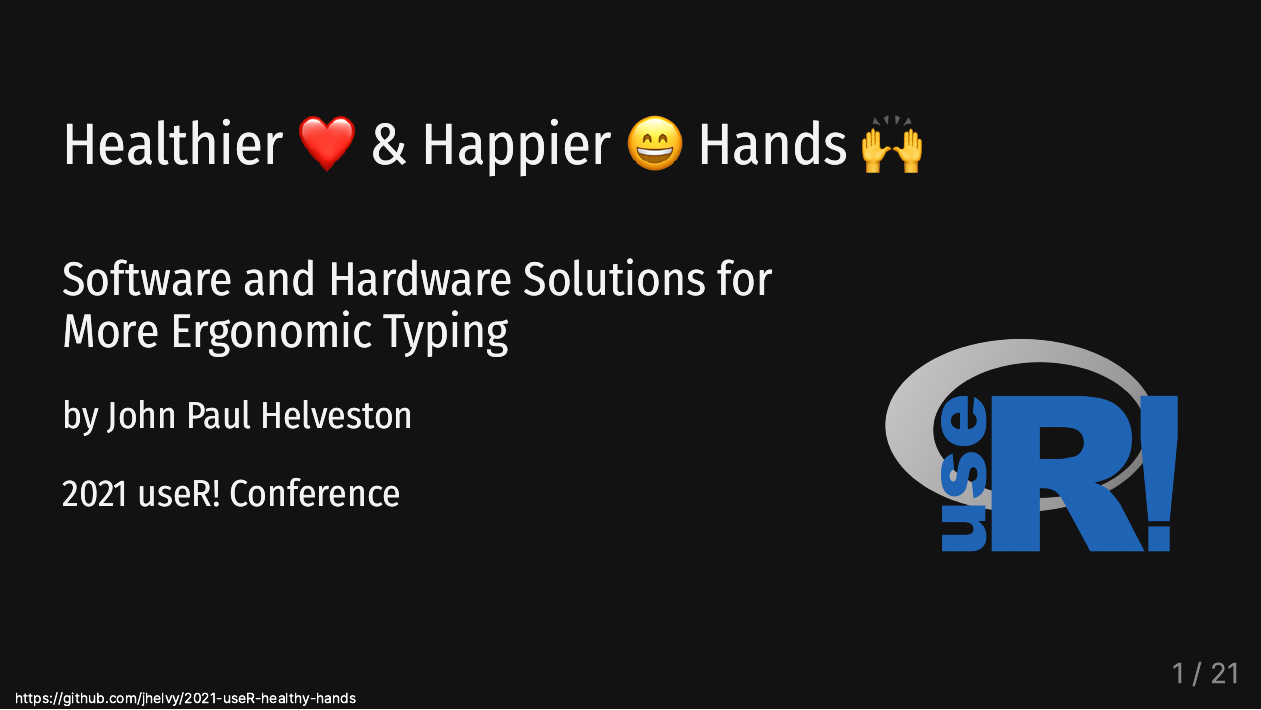 Healthier ❤️ & Happier 😄 Hands 🙌
Software and Hardware Solutions for
More Ergonomic Typing
by John Paul Helveston
2021 useR! Conference
use R!
1 / 21
https://github.com/jhelvy/2021-useR-healthy-hands